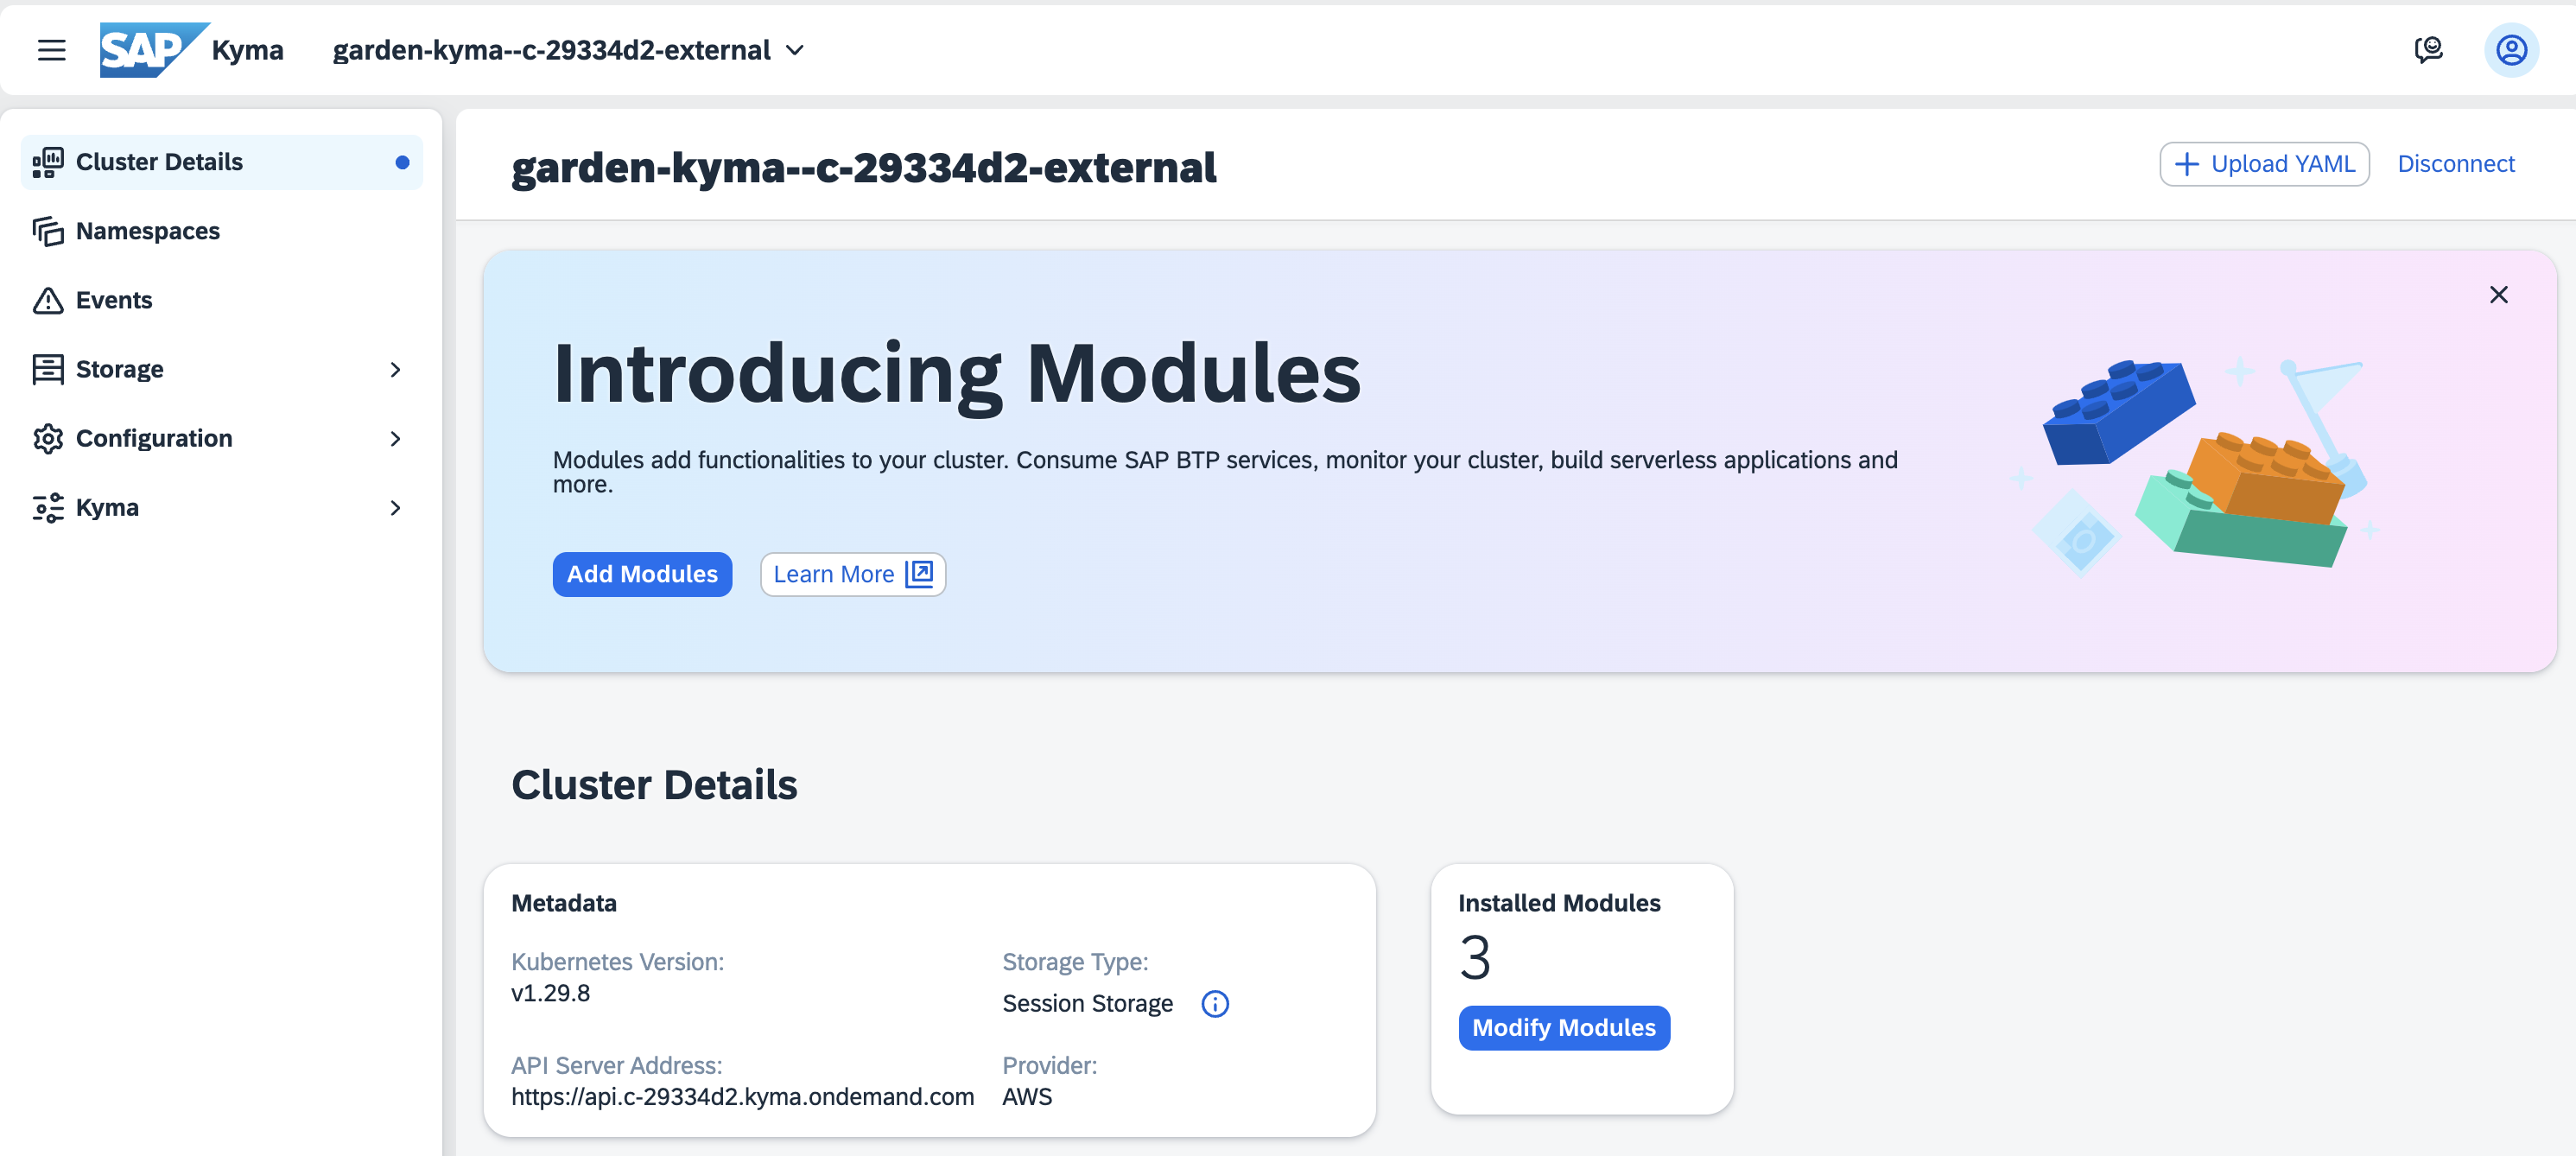 SAP Kyma garden-kyma--c-29334d2-external
Cluster Details
Namespaces
Events
Storage
Configuration
Kyma
garden-kyma--c-29334d2-external
Upload YAML Disconnect
Introducing Modules
Modules add functionalities to your cluster. Consume SAP BTP services, monitor your cluster, build serverless applications and
more.
Add Modules Learn More
Cluster Details
Metadata
Kubernetes Version:
v1.29.8
Storage Type:
Session Storage
API Server Address:
https://api.c-29334d2.kyma.ondemand.com
Provider:
AWS
Installed Modules
3
Modify Modules